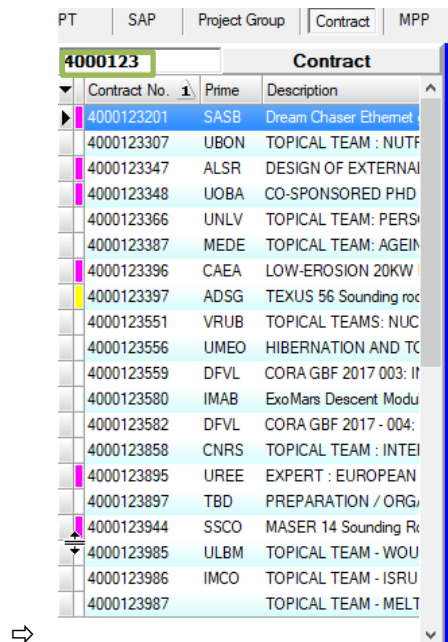 PT SAP Project Group Contract MPP
4000123 Contract
Contract No. 1 Prime Description
4000123201 SASB Dream Chaser Ethernet
4000123307 UBON TOPICAL TEAM : NUTR
4000123347 ALSR DESIGN OF EXTERNAL
4000123348 UOBA CO-SPONSORED PHD
4000123366 UNLV TOPICAL TEAM: PERS
4000123387 MEDE TOPICAL TEAM: AGEIN
4000123396 CAEA LOW-EROSION 20KW
4000123397 ADSG TEXUS 56 Sounding roc
4000123551 VRUB TOPICAL TEAMS: NUC
4000123556 UMEO HIBERNATION AND TO
4000123559 DFVL CORA GBF 2017 003: IN
4000123580 IMAB ExoMars Descent Modu
4000123582 DFVL CORA GBF 2017 - 004:
4000123858 CNRS TOPICAL TEAM : INTE
4000123895 UREE EXPERT : EUROPEAN
4000123897 TBD PREPARATION / ORG
4000123944 SSCO MASER 14 Sounding Ro
4000123985 ULBM TOPICAL TEAM - WOU
4000123986 IMCO TOPICAL TEAM - ISRU
4000123987 TOPICAL TEAM - MELT